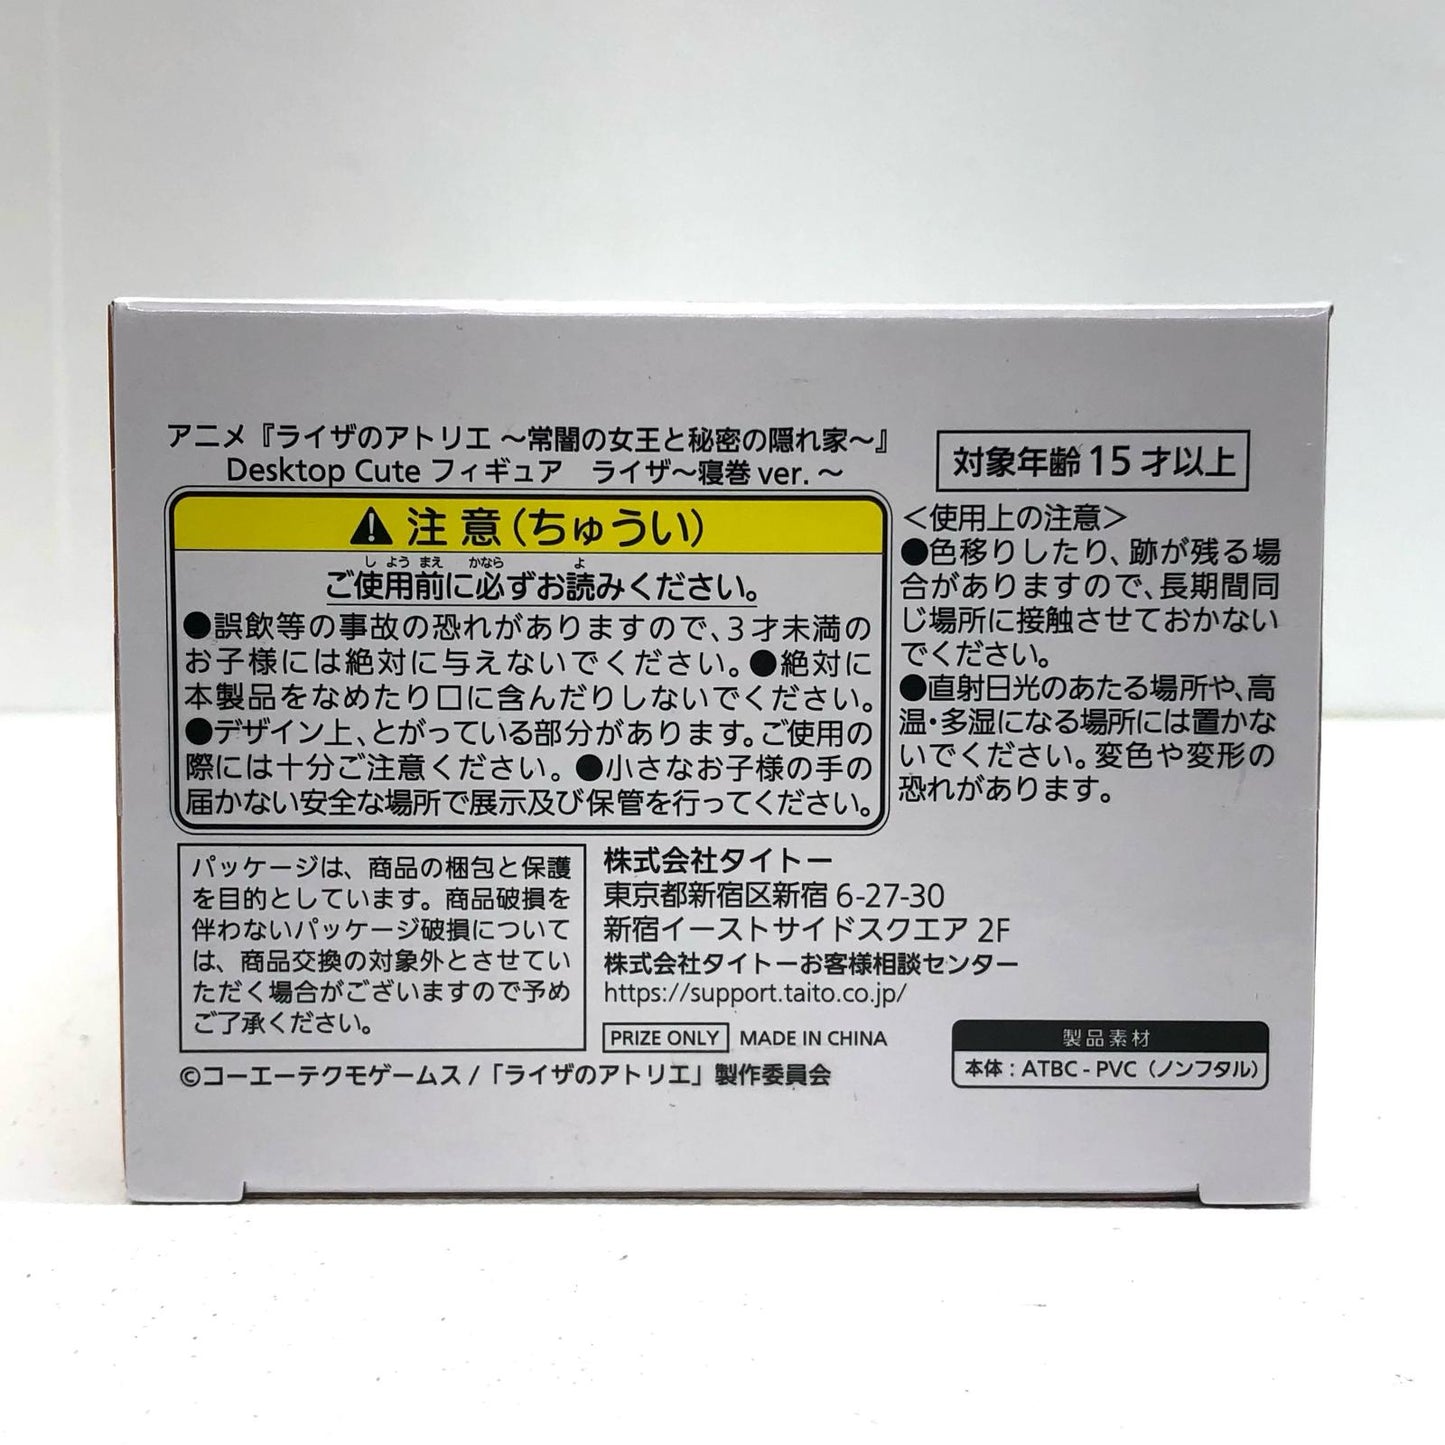 アニメ『ライザのアトリエ ～常闇の女王と秘密の隠れ家～』
Desktop Cute フィギュア　ライザ～寝巻 ver. ～
対象年齢 15 才以上
注 意（ちゅうい）
し よう まえ かなら よ
ご使用前に必ずお読みください。
●誤飲等の事故の恐れがありますので、3才未満の
お子様には絶対に与えないでください。●絶対に
本製品をなめたり口に含んだりしないでください。
●デザイン上、とがっている部分があります。ご使用の
際には十分ご注意ください。●小さなお子様の手の
届かない安全な場所で展示及び保管を行ってください。
＜使用上の注意＞
●色移りしたり、跡が残る場
合がありますので、長期間同
じ場所に接触させておかない
でください。
●直射日光のあたる場所や、高
温・多湿になる場所には置かな
いでください。変色や変形の
恐れがあります。
パッケージは、商品の梱包と保護
を目的としています。商品破損を
伴わないパッケージ破損について
は、商品交換の対象外とさせてい
ただく場合がございますので予め
ご了承ください。
株式会社タイトー
東京都新宿区新宿 6-27-30
新宿イーストサイドスクエア 2F
株式会社タイトーお客様相談センター
https://support.taito.co.jp/
PRIZE ONLY MADE IN CHINA
製品素材
本体 : ATBC - PVC（ノンフタル）
©コーエーテクモゲームス /「ライザのアトリエ」製作委員会